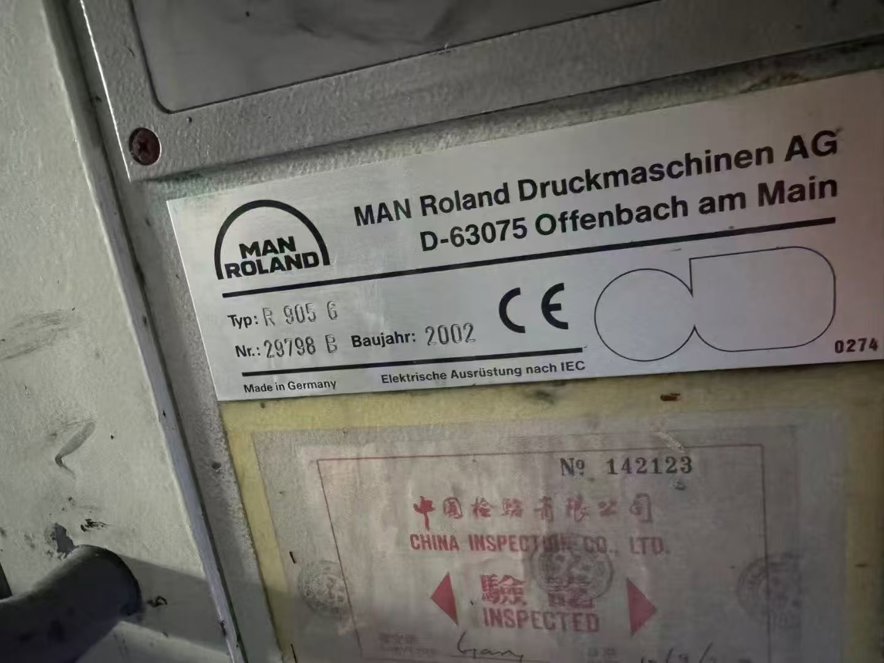 MAN Roland Druckmaschinen AG
D-63075 Offenbach am Main
MAN
ROLAND
Typ: R 905 6
Nr.: 29798 B Baujahr: 2002
CE
0274
Made in Germany Elektrische Ausrüstung nach IEC
Nº 142123
中國檢驗有限公司
CHINA INSPECTION CO., LTD.
INSPECTED